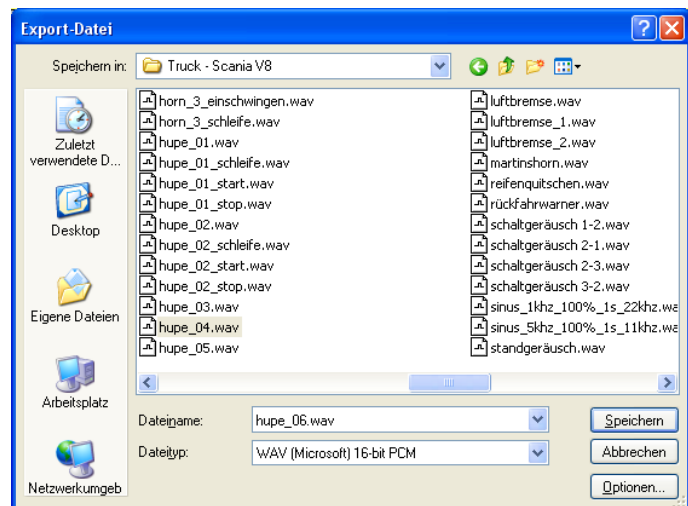 Export-Datei
Speichern in:
Truck - Scania V8
Zuletzt
verwendete D...
Desktop
Eigene Dateien
Arbeitsplatz
Netzwerkumgeb
horn_3_einschwingen.wav
horn_3_schleife.wav
hupe_01.wav
hupe_01_schleife.wav
hupe_01_start.wav
hupe_01_stop.wav
hupe_02.wav
hupe_02_schleife.wav
hupe_02_start.wav
hupe_02_stop.wav
hupe_03.wav
hupe_04.wav
hupe_05.wav
luftbremse.wav
luftbremse_1.wav
luftbremse_2.wav
martinshorn.wav
reifenquitschen.wav
rückfahrwarner.wav
schaltgeräusch 1-2.wav
schaltgeräusch 2-1.wav
schaltgeräusch 2-3.wav
schaltgeräusch 3-2.wav
sinus_1khz_100%_1s_22khz.wa
sinus_5khz_100%_1s_11khz.wa
standgeräusch.wav
Dateiname:
hupe_06.wav
Speichern
Dateityp:
WAV (Microsoft) 16-bit PCM
Abbrechen
Optionen...